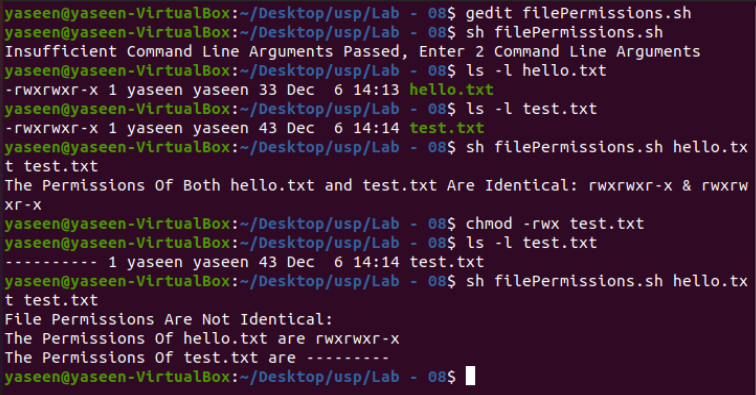 yaseen@yaseen-VirtualBox:~/Desktop/usp/Lab - 08$ gedit filePermissions.sh
yaseen@yaseen-VirtualBox:~/Desktop/usp/Lab - 08$ sh filePermissions.sh
Insufficient Command Line Arguments Passed, Enter 2 Command Line Arguments
yaseen@yaseen-VirtualBox:~/Desktop/usp/Lab - 08$ ls -l hello.txt
-rwxrwxr-x 1 yaseen yaseen 33 Dec  6 14:13 hello.txt
yaseen@yaseen-VirtualBox:~/Desktop/usp/Lab - 08$ ls -l test.txt
-rwxrwxr-x 1 yaseen yaseen 43 Dec  6 14:14 test.txt
yaseen@yaseen-VirtualBox:~/Desktop/usp/Lab - 08$ sh filePermissions.sh hello.tx
t test.txt
The Permissions Of Both hello.txt and test.txt Are Identical: rwxrwxr-x & rwxrw
xr-x
yaseen@yaseen-VirtualBox:~/Desktop/usp/Lab - 08$ chmod -rwx test.txt
yaseen@yaseen-VirtualBox:~/Desktop/usp/Lab - 08$ ls -l test.txt
---------- 1 yaseen yaseen 43 Dec  6 14:14 test.txt
yaseen@yaseen-VirtualBox:~/Desktop/usp/Lab - 08$ sh filePermissions.sh hello.tx
t test.txt
File Permissions Are Not Identical:
The Permissions Of hello.txt are rwxrwxr-x
The Permissions Of test.txt are ---------
yaseen@yaseen-VirtualBox:~/Desktop/usp/Lab - 08$